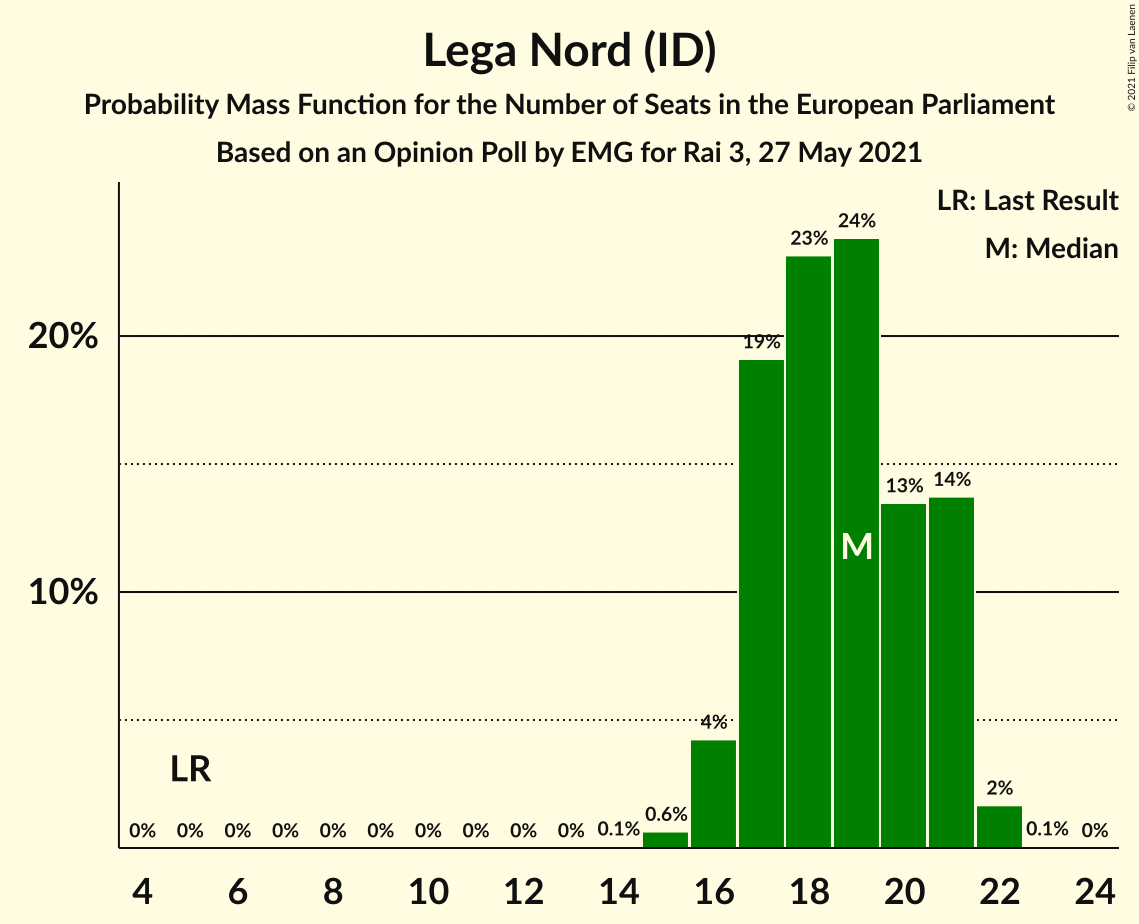 Lega Nord (ID)
Probability Mass Function for the Number of Seats in the European Parliament
Based on an Opinion Poll by EMG for Rai 3, 27 May 2021
© 2021 Filip van Laenen
LR: Last Result
M: Median
20%
10%
0% 0% 0% 0% 0% 0% 0% 0% 0% 0% 0.1% 0.6% 4% 19% 23% 24% 13% 14% 2% 0.1% 0%
LR
M
4 6 8 10 12 14 16 18 20 22 24